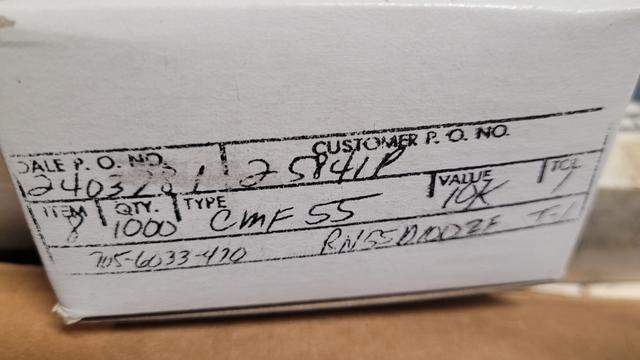 DALE P. O. NO. CUSTOMER P. O. NO.
25841P
ITEM QTY. TYPE VALUE TOL
8 1000 CMF 55 10K 1
705-6033-470 RN55D1002F T-1